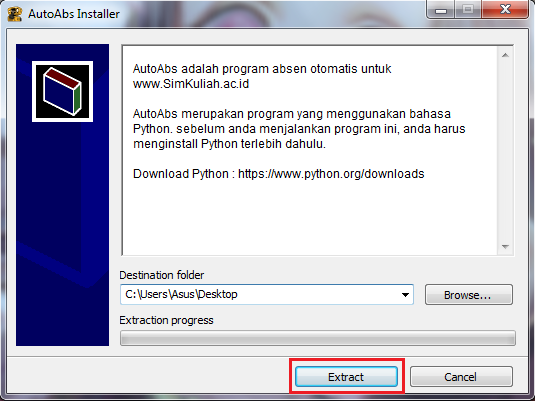 AutoAbs Installer
AutoAbs adalah program absen otomatis untuk
www.SimKuliah.ac.id
AutoAbs merupakan program yang menggunakan bahasa
Python. sebelum anda menjalankan program ini, anda harus
menginstall Python terlebih dahulu.
Download Python : https://www.python.org/downloads
Destination folder
C:\Users\Asus\Desktop
Browse...
Extraction progress
Extract
Cancel